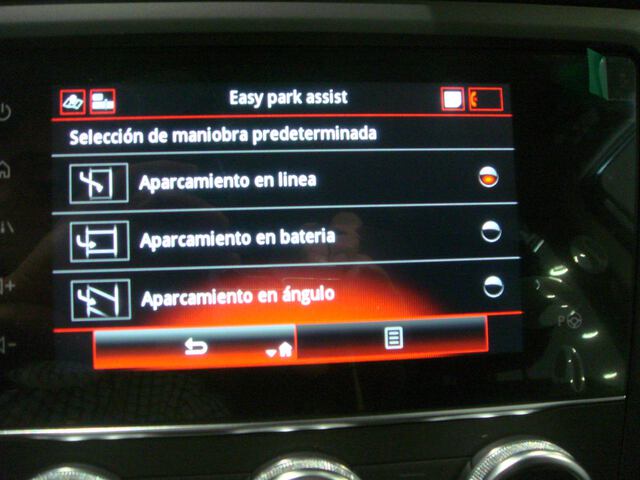 Easy park assist
Selección de maniobra predeterminada
Aparcamiento en linea
Aparcamiento en bateria
Aparcamiento en ángulo
P